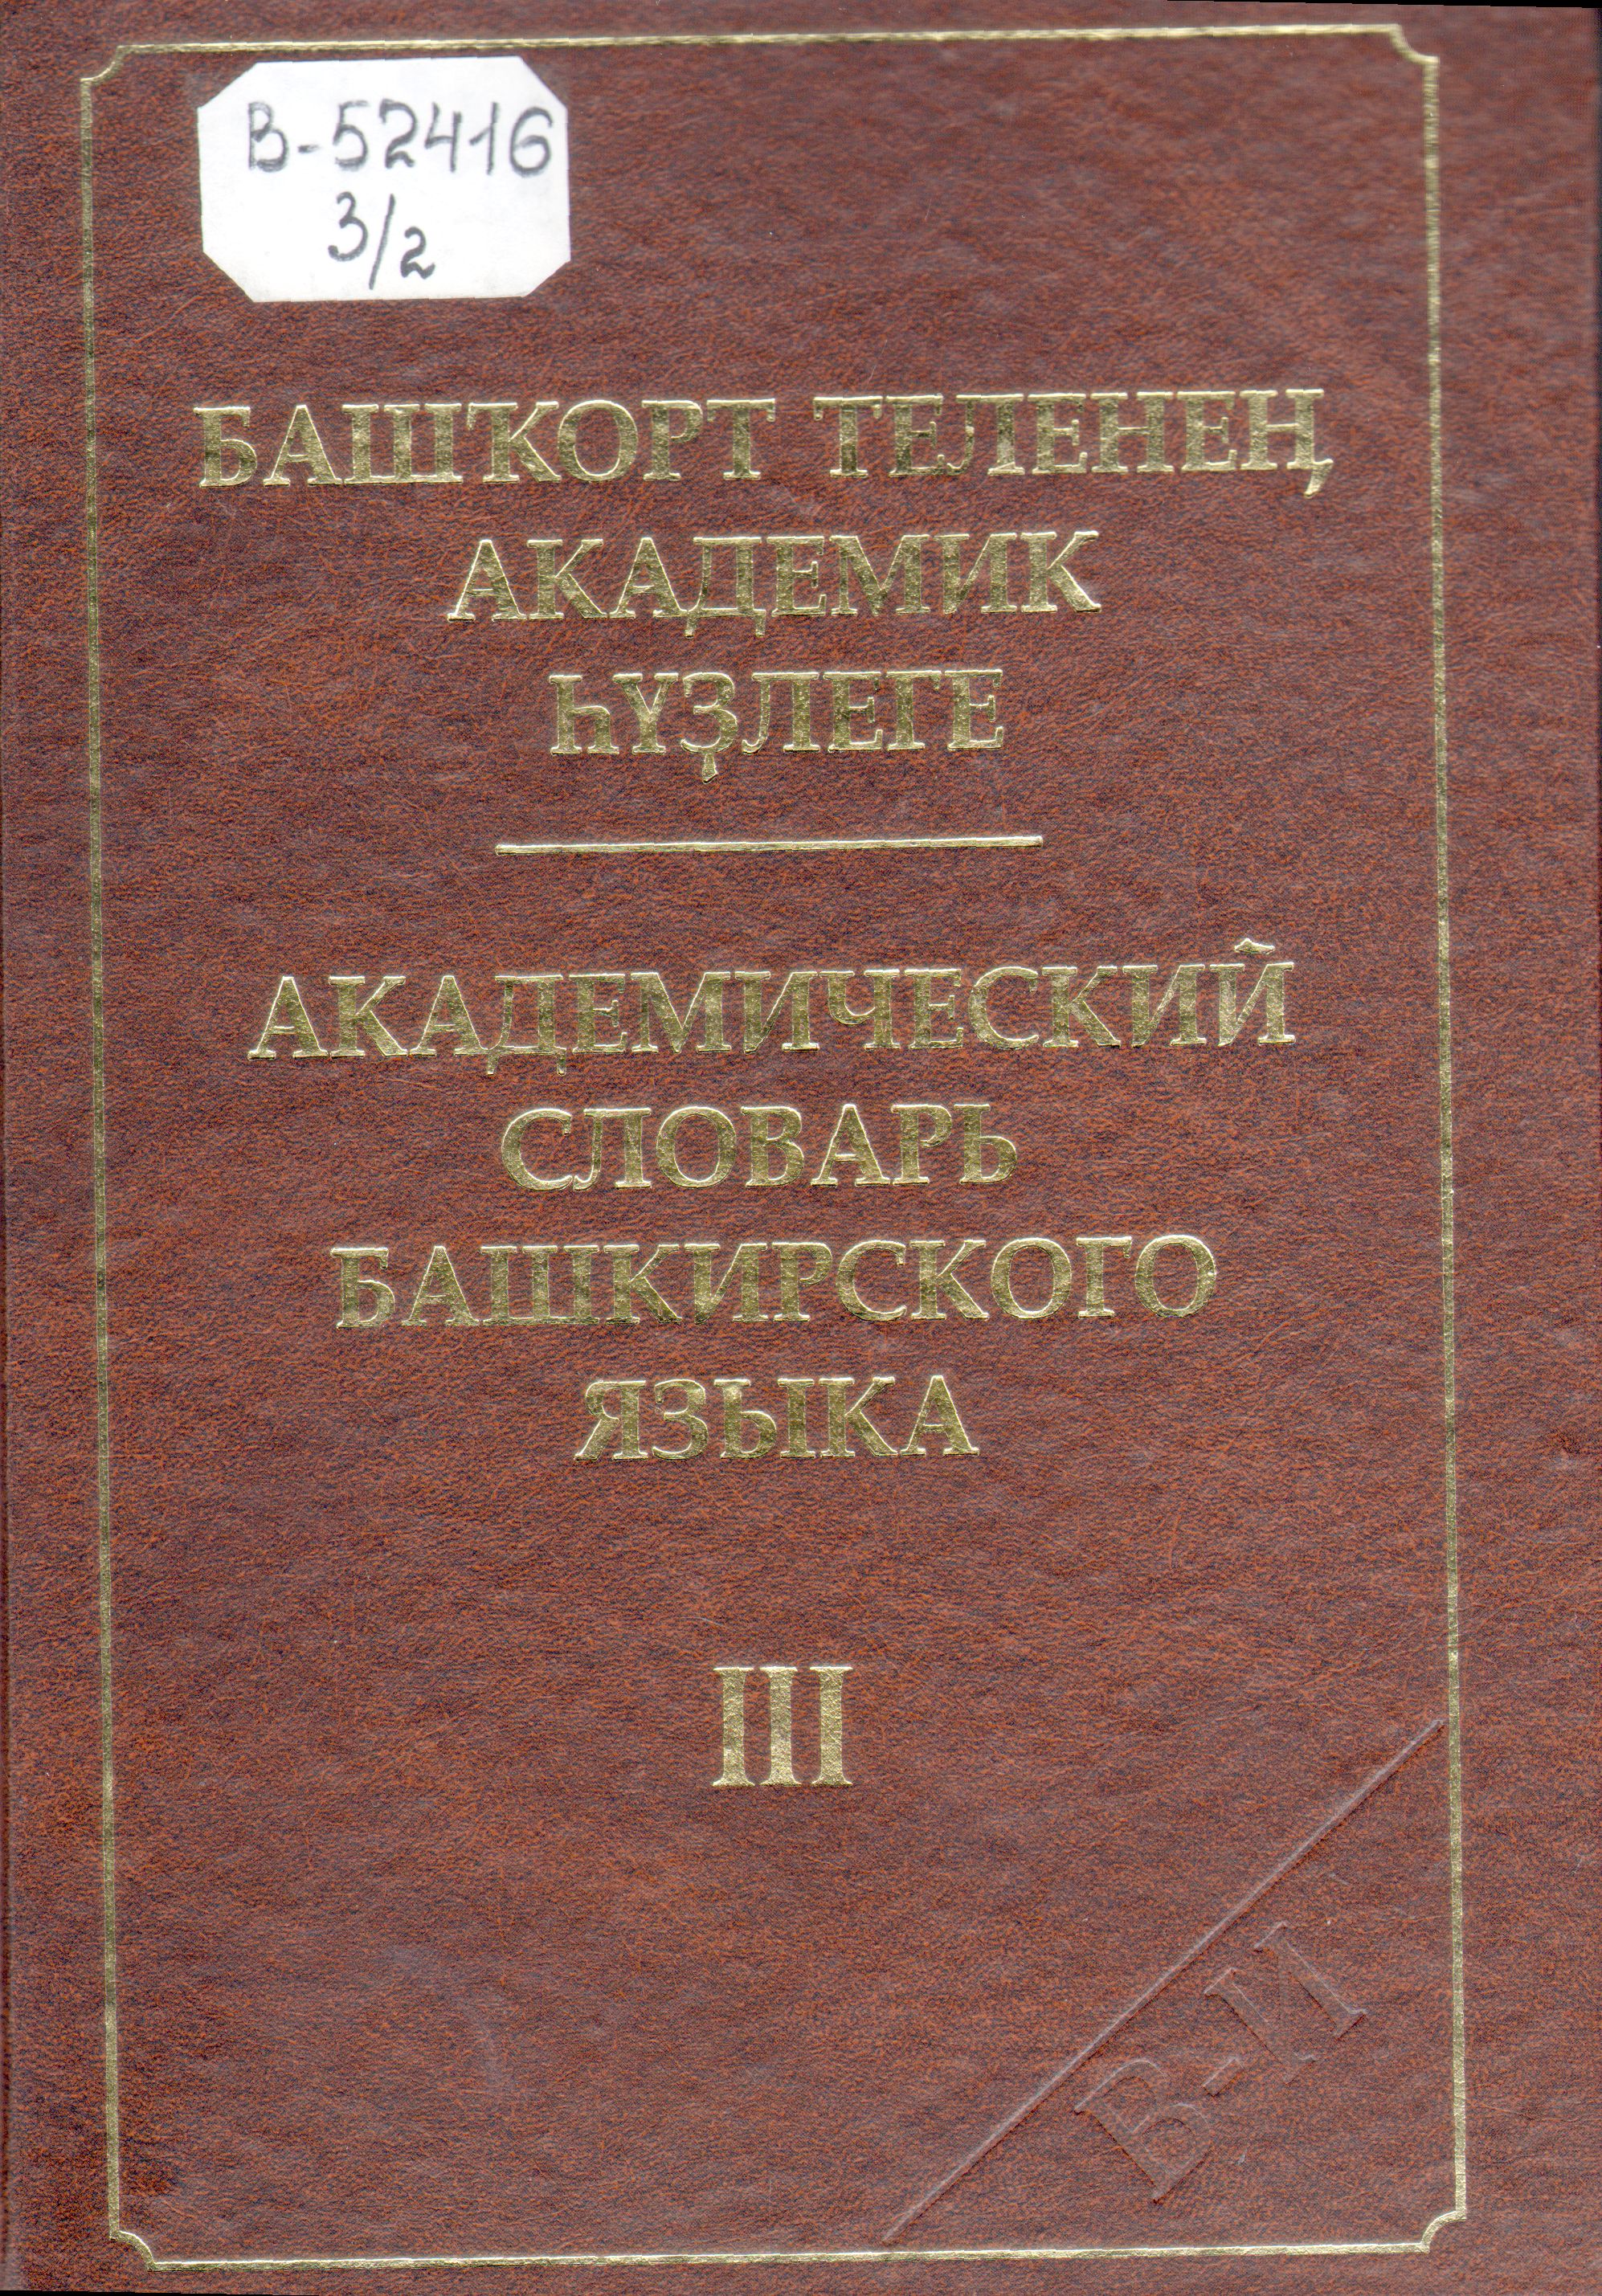 В-52416
3/2
БАШҠОРТ ТЕЛЕНЕҢ
АКАДЕМИК
ҺҮҘЛЕГЕ
АКАДЕМИЧЕСКИЙ
СЛОВАРЬ
БАШКИРСКОГО
ЯЗЫКА
III
В-И